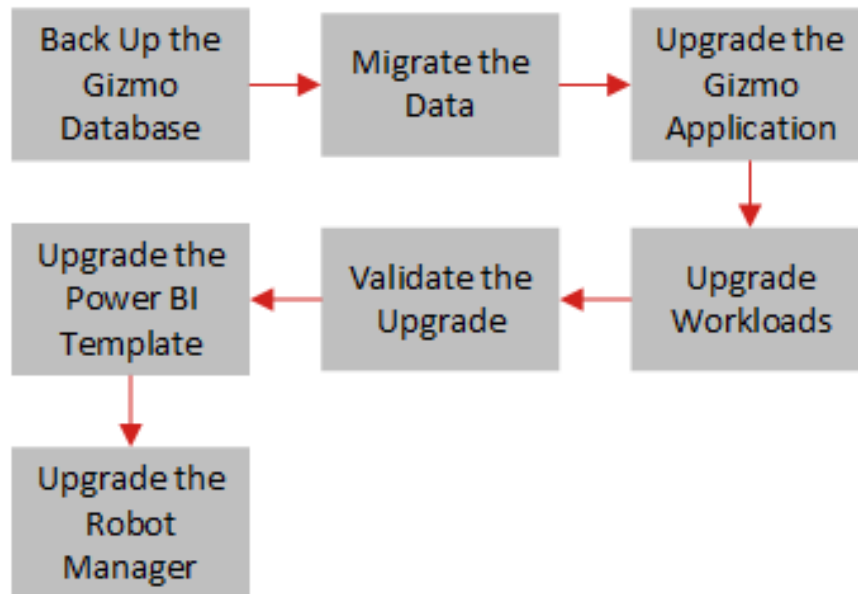 Back Up the
Gizmo
Database
Migrate the
Data
Upgrade the
Gizmo
Application
Upgrade
Workloads
Validate the
Upgrade
Upgrade the
Power BI
Template
Upgrade the
Robot
Manager